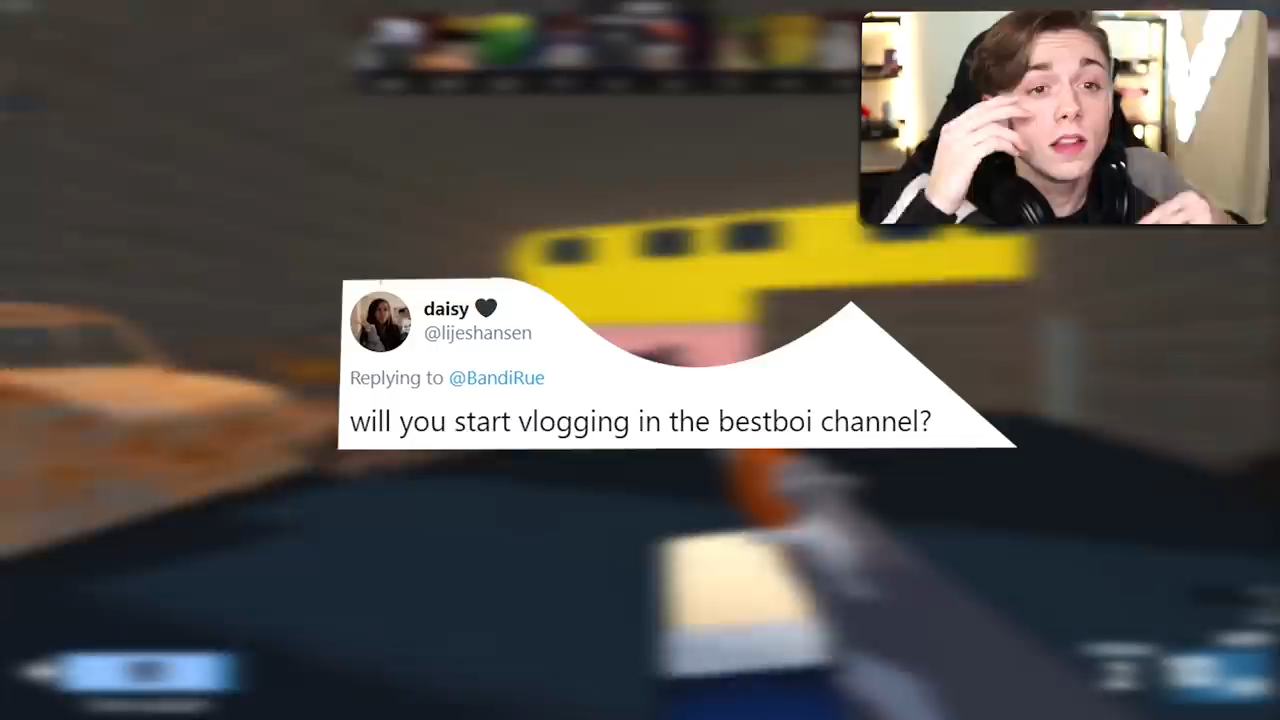 daisy 🖤
@lijeshansen
Replying to @BandiRue
will you start vlogging in the bestboi channel?